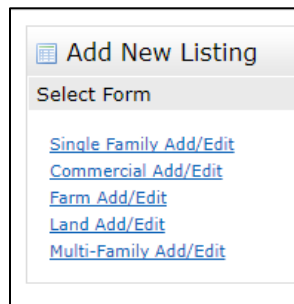 Add New Listing
Select Form
Single Family Add/Edit
Commercial Add/Edit
Farm Add/Edit
Land Add/Edit
Multi-Family Add/Edit